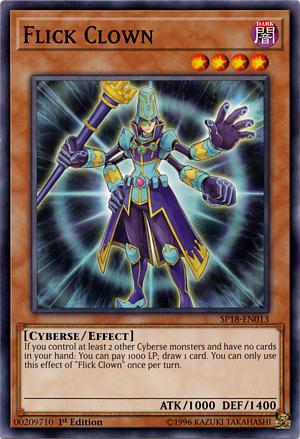 Flick Clown
DARK
闇
SP18-EN013
[Cyberse/Effect]
If you control at least 2 other Cyberse monsters and have no cards
in your hand: You can pay 1000 LP; draw 1 card. You can only use
this effect of "Flick Clown" once per turn.
ATK/1000 DEF/1400
00209710 1st Edition ©1996 KAZUKI TAKAHASHI